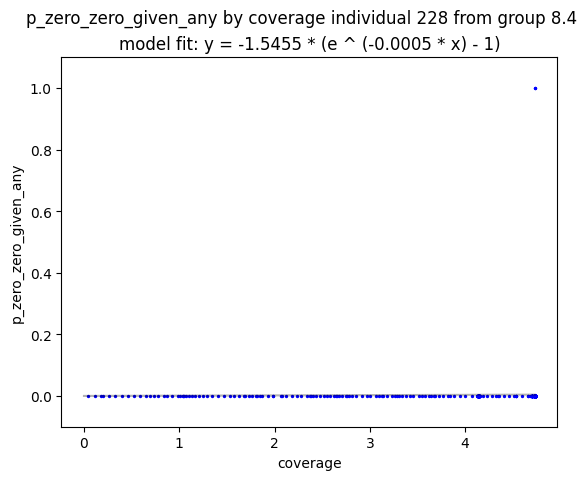 p_zero_zero_given_any by coverage individual 228 from group 8.4
model fit: y = -1.5455 * (e ^ (-0.0005 * x) - 1)
1.0
0.8
0.6
0.4
0.2
0.0
p_zero_zero_given_any
0 1 2 3 4
coverage